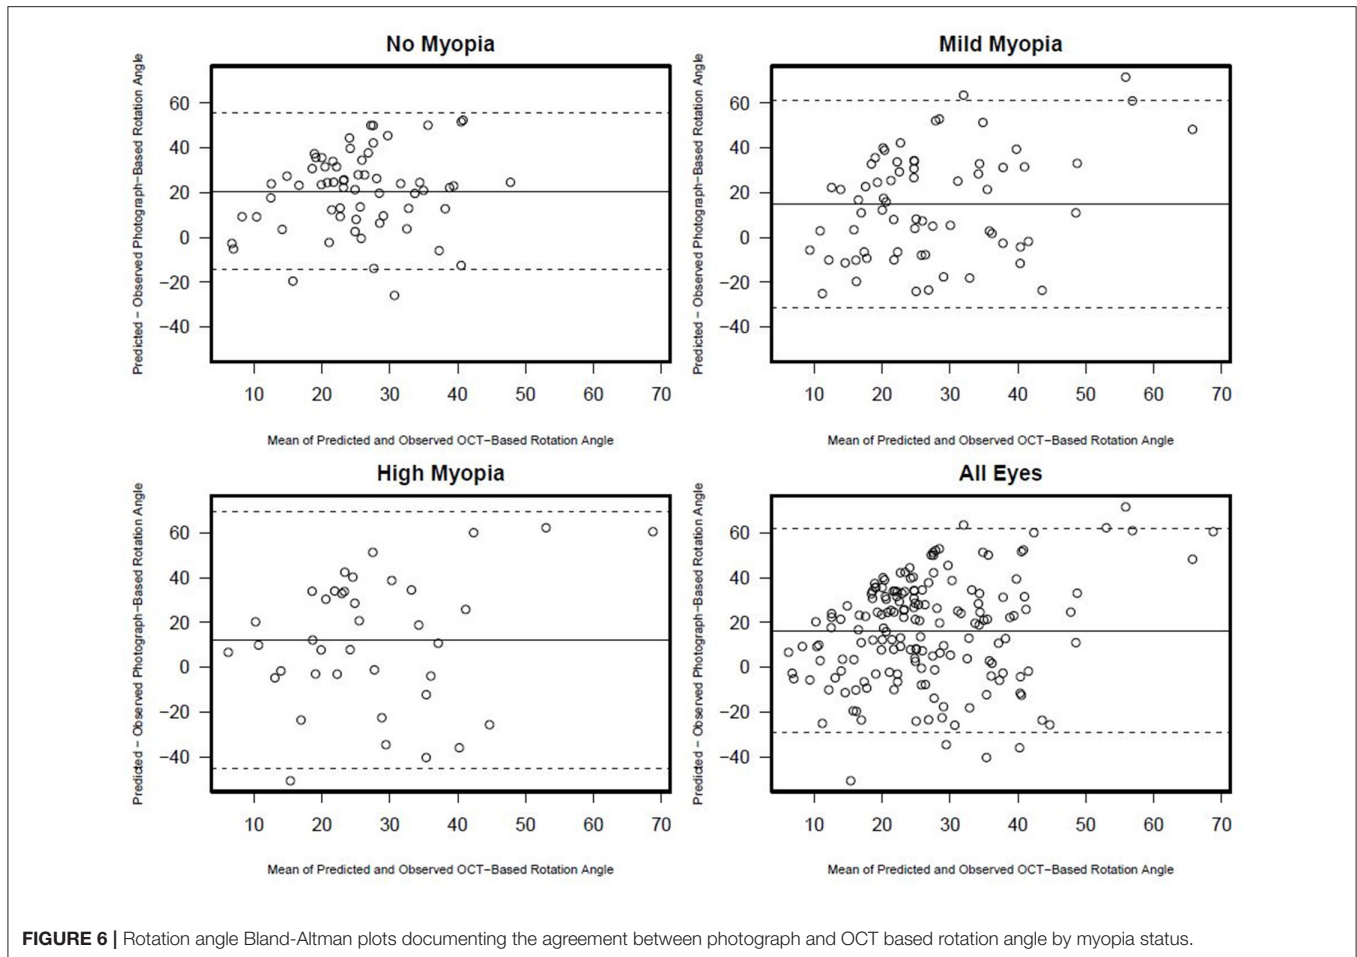 No Myopia
Predicted − Observed Photograph−Based Rotation Angle
60
40
20
0
−20
−40
10 20 30 40 50 60 70
Mean of Predicted and Observed OCT−Based Rotation Angle
Mild Myopia
Predicted − Observed Photograph−Based Rotation Angle
60
40
20
0
−20
−40
10 20 30 40 50 60 70
Mean of Predicted and Observed OCT−Based Rotation Angle
High Myopia
Predicted − Observed Photograph−Based Rotation Angle
60
40
20
0
−20
−40
10 20 30 40 50 60 70
Mean of Predicted and Observed OCT−Based Rotation Angle
All Eyes
Predicted − Observed Photograph−Based Rotation Angle
60
40
20
0
−20
−40
10 20 30 40 50 60 70
Mean of Predicted and Observed OCT−Based Rotation Angle
FIGURE 6 | Rotation angle Bland-Altman plots documenting the agreement between photograph and OCT based rotation angle by myopia status.